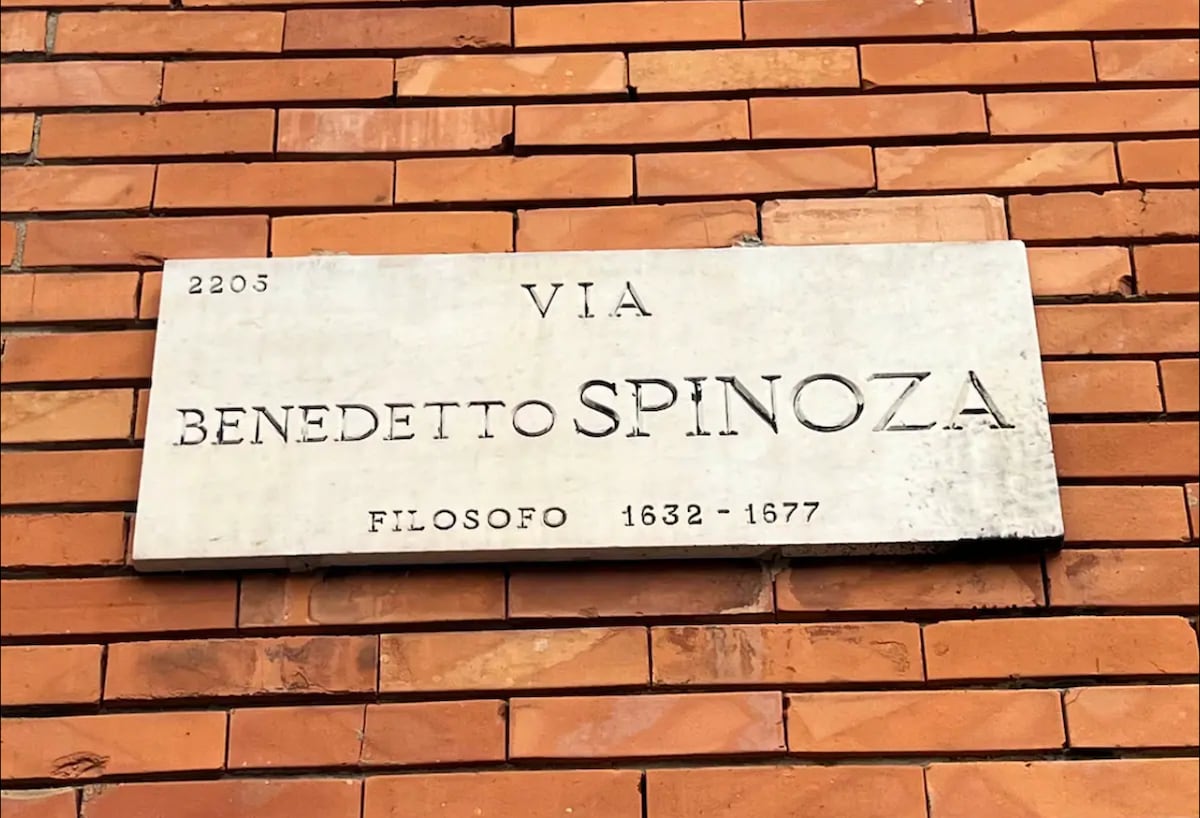 2205
VIA
BENEDETTO SPINOZA
FILOSOFO 1632 - 1677